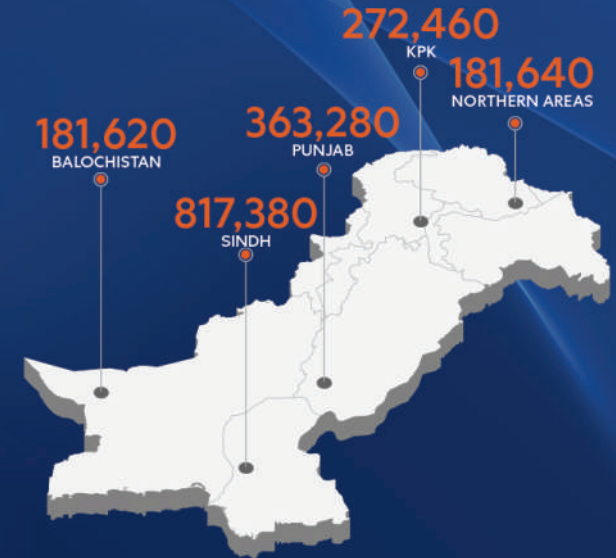 272,460
KPK
181,640
NORTHERN AREAS
363,280
PUNJAB
181,620
BALOCHISTAN
817,380
SINDH